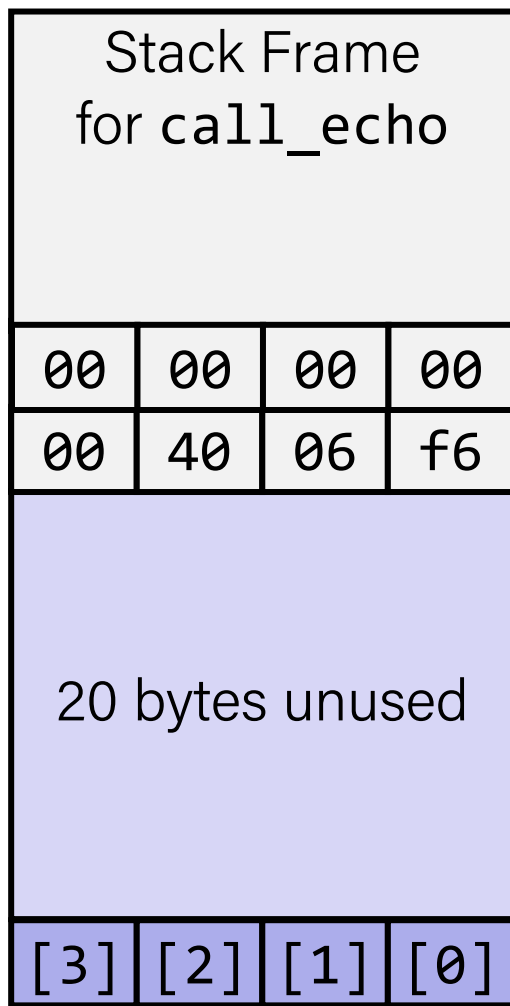 Stack Frame
for call_echo
00 00 00 00
00 40 06 f6
20 bytes unused
[3] [2] [1] [0]